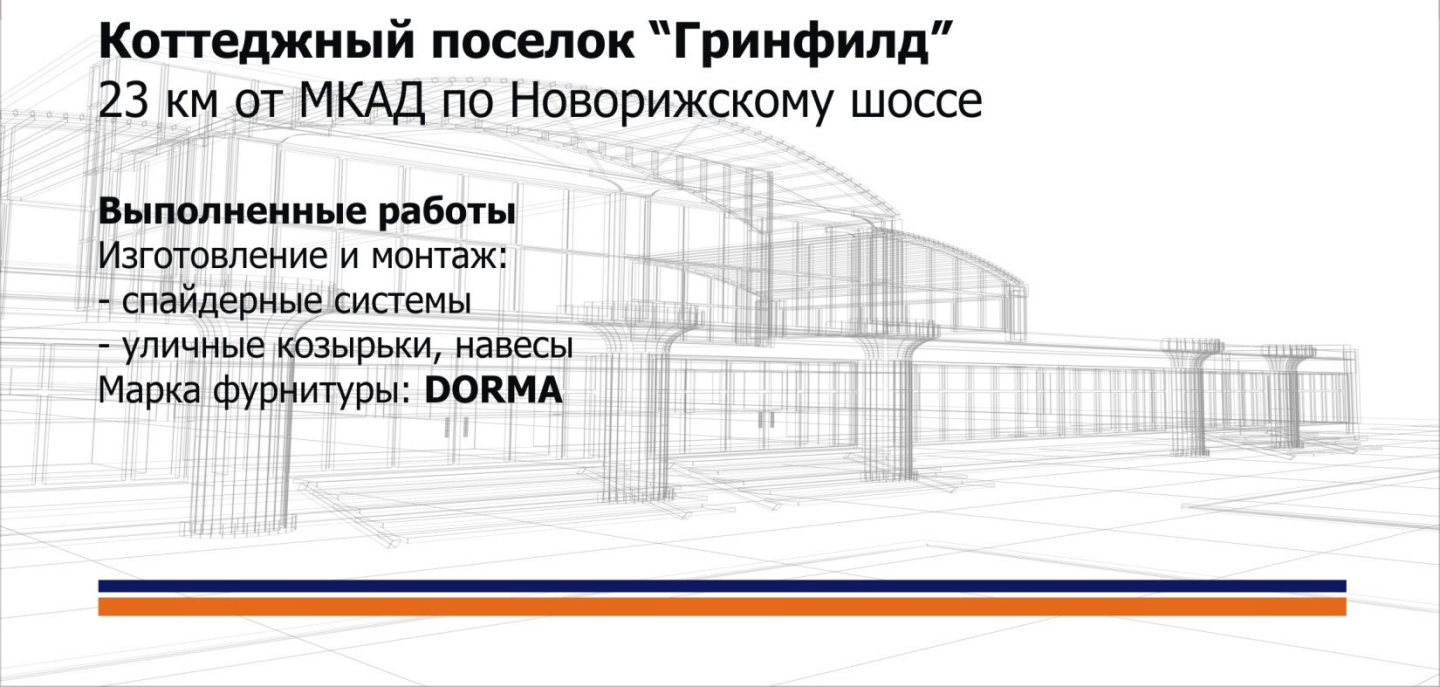 Коттеджный поселок “Гринфилд”
23 км от МКАД по Новорижскому шоссе
Выполненные работы
Изготовление и монтаж:
- спайдерные системы
- уличные козырьки, навесы
Марка фурнитуры: DORMA